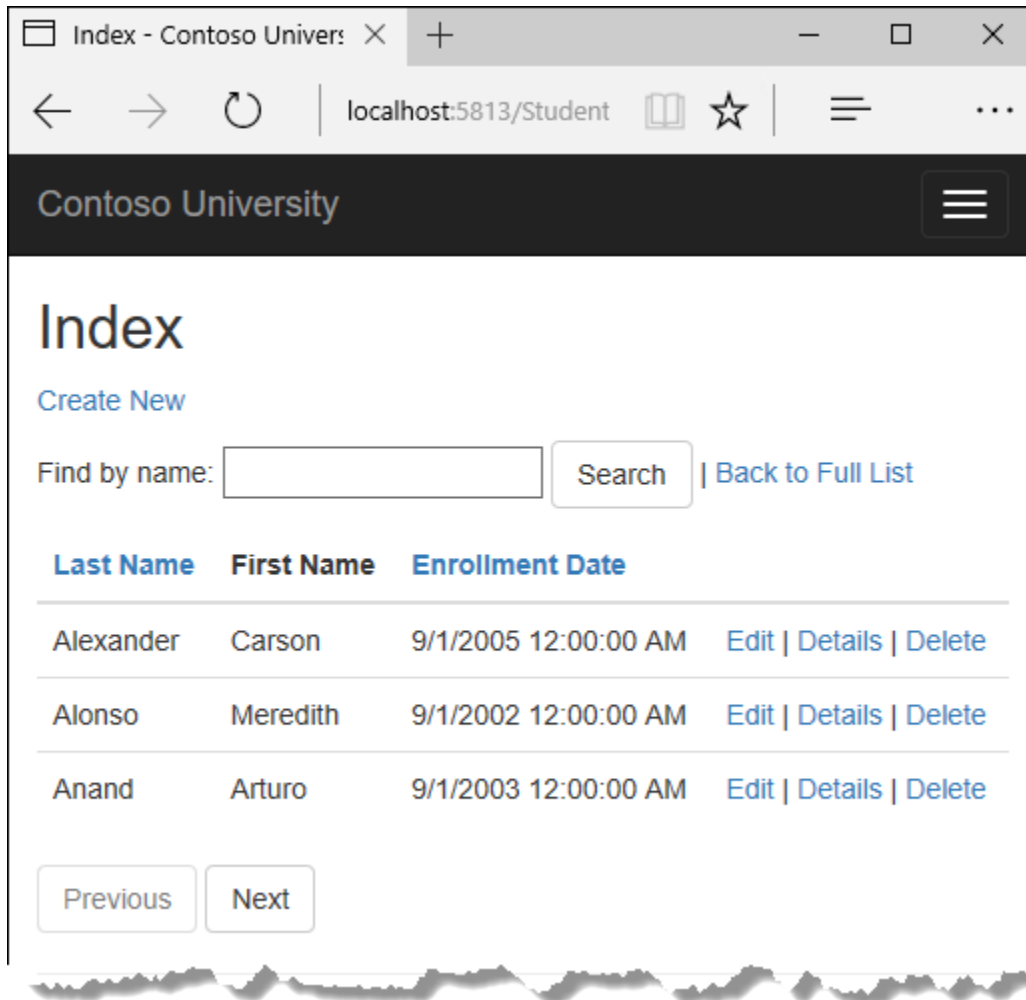 Index - Contoso Univers
localhost:5813/Student
Contoso University
Index
Create New
Find by name: Search | Back to Full List
Last Name First Name Enrollment Date
Alexander Carson 9/1/2005 12:00:00 AM Edit | Details | Delete
Alonso Meredith 9/1/2002 12:00:00 AM Edit | Details | Delete
Anand Arturo 9/1/2003 12:00:00 AM Edit | Details | Delete
Previous Next